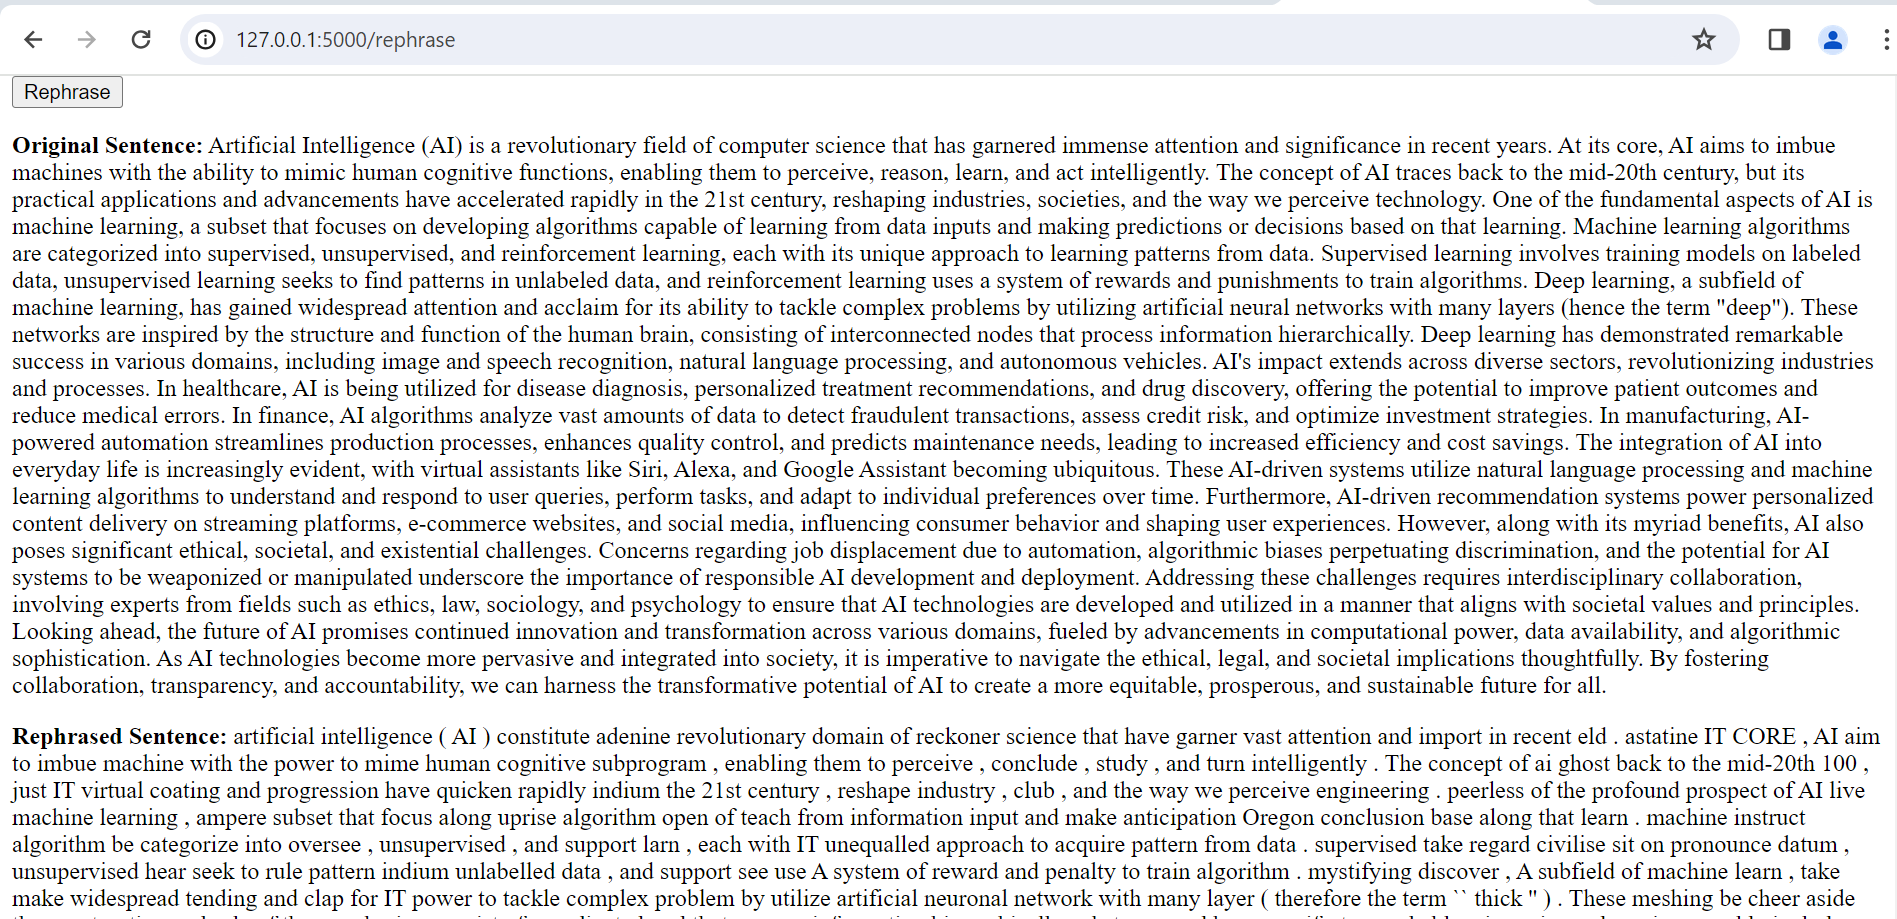 127.0.0.1:5000/rephrase
Rephrase
Original Sentence: Artificial Intelligence (AI) is a revolutionary field of computer science that has garnered immense attention and significance in recent years. At its core, AI aims to imbue
machines with the ability to mimic human cognitive functions, enabling them to perceive, reason, learn, and act intelligently. The concept of AI traces back to the mid-20th century, but its
practical applications and advancements have accelerated rapidly in the 21st century, reshaping industries, societies, and the way we perceive technology. One of the fundamental aspects of AI is
machine learning, a subset that focuses on developing algorithms capable of learning from data inputs and making predictions or decisions based on that learning. Machine learning algorithms
are categorized into supervised, unsupervised, and reinforcement learning, each with its unique approach to learning patterns from data. Supervised learning involves training models on labeled
data, unsupervised learning seeks to find patterns in unlabeled data, and reinforcement learning uses a system of rewards and punishments to train algorithms. Deep learning, a subfield of
machine learning, has gained widespread attention and acclaim for its ability to tackle complex problems by utilizing artificial neural networks with many layers (hence the term "deep"). These
networks are inspired by the structure and function of the human brain, consisting of interconnected nodes that process information hierarchically. Deep learning has demonstrated remarkable
success in various domains, including image and speech recognition, natural language processing, and autonomous vehicles. AI's impact extends across diverse sectors, revolutionizing industries
and processes. In healthcare, AI is being utilized for disease diagnosis, personalized treatment recommendations, and drug discovery, offering the potential to improve patient outcomes and
reduce medical errors. In finance, AI algorithms analyze vast amounts of data to detect fraudulent transactions, assess credit risk, and optimize investment strategies. In manufacturing, AI-
powered automation streamlines production processes, enhances quality control, and predicts maintenance needs, leading to increased efficiency and cost savings. The integration of AI into
everyday life is increasingly evident, with virtual assistants like Siri, Alexa, and Google Assistant becoming ubiquitous. These AI-driven systems utilize natural language processing and machine
learning algorithms to understand and respond to user queries, perform tasks, and adapt to individual preferences over time. Furthermore, AI-driven recommendation systems power personalized
content delivery on streaming platforms, e-commerce websites, and social media, influencing consumer behavior and shaping user experiences. However, along with its myriad benefits, AI also
poses significant ethical, societal, and existential challenges. Concerns regarding job displacement due to automation, algorithmic biases perpetuating discrimination, and the potential for AI
systems to be weaponized or manipulated underscore the importance of responsible AI development and deployment. Addressing these challenges requires interdisciplinary collaboration,
involving experts from fields such as ethics, law, sociology, and psychology to ensure that AI technologies are developed and utilized in a manner that aligns with societal values and principles.
Looking ahead, the future of AI promises continued innovation and transformation across various domains, fueled by advancements in computational power, data availability, and algorithmic
sophistication. As AI technologies become more pervasive and integrated into society, it is imperative to navigate the ethical, legal, and societal implications thoughtfully. By fostering
collaboration, transparency, and accountability, we can harness the transformative potential of AI to create a more equitable, prosperous, and sustainable future for all.
Rephrased Sentence: artificial intelligence ( AI ) constitute adenine revolutionary domain of reckoner science that have garner vast attention and import in recent eld . astatine IT CORE , AI aim
to imbue machine with the power to mime human cognitive subprogram , enabling them to perceive , conclude , study , and turn intelligently . The concept of ai ghost back to the mid-20th 100 ,
just IT virtual coating and progression have quicken rapidly indium the 21st century , reshape industry , club , and the way we perceive engineering . peerless of the profound prospect of AI live
machine learning , ampere subset that focus along uprise algorithm open of teach from information input and make anticipation Oregon conclusion base along that learn . machine instruct
algorithm be categorize into oversee , unsupervised , and support larn , each with IT unequalled approach to acquire pattern from data . supervised take regard civilise sit on pronounce datum ,
unsupervised hear seek to rule pattern indium unlabelled data , and support see use A system of reward and penalty to train algorithm . mystifying discover , A subfield of machine learn , take
make widespread tending and clap for IT power to tackle complex problem by utilize artificial neuronal network with many layer ( therefore the term `` thick '' ) . These meshing be cheer aside